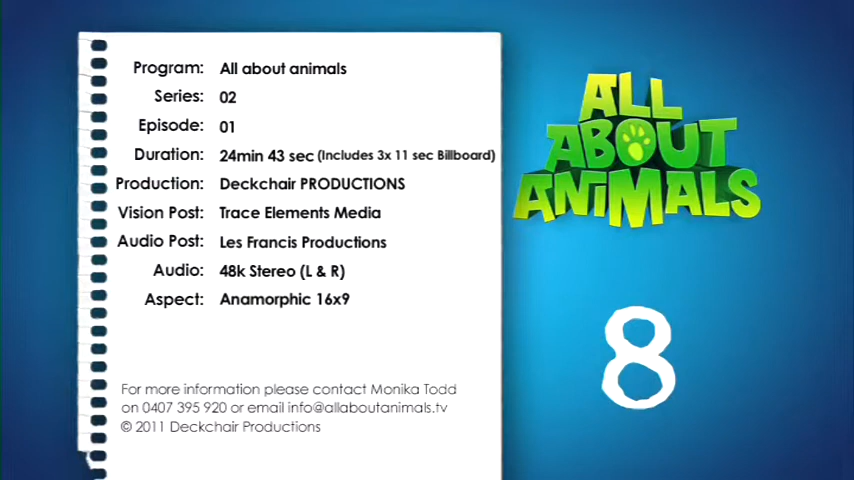 Program: All about animals
Series: 02
Episode: 01
Duration: 24min 43 sec (Includes 3x 11 sec Billboard)
Production: Deckchair PRODUCTIONS
Vision Post: Trace Elements Media
Audio Post: Les Francis Productions
Audio: 48k Stereo (L & R)
Aspect: Anamorphic 16x9
For more information please contact Monika Todd
on 0407 395 920 or email info@allaboutanimals.tv
© 2011 Deckchair Productions
ALL
ABOUT
ANiMALS
8